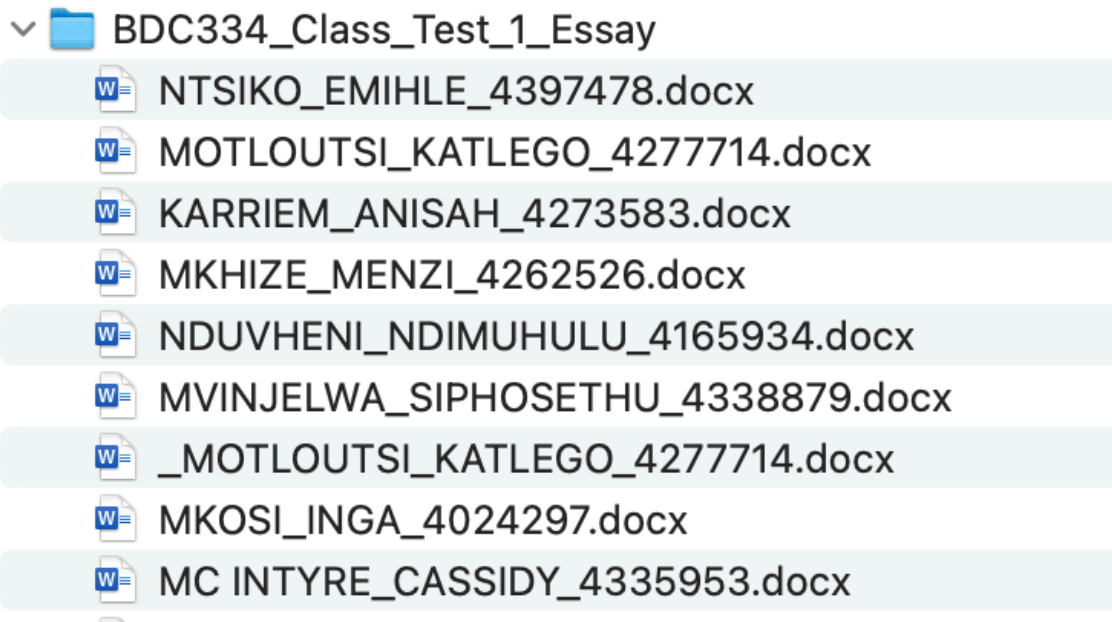 BDC334_Class_Test_1_Essay
NTSIKO_EMIHLE_4397478.docx
MOTLOUTSI_KATLEGO_4277714.docx
KARRIEM_ANISAH_4273583.docx
MKHIZE_MENZI_4262526.docx
NDUVHENI_NDIMUHULU_4165934.docx
MVINJELWA_SIPHOSETHU_4338879.docx
_MOTLOUTSI_KATLEGO_4277714.docx
MKOSI_INGA_4024297.docx
MC INTYRE_CASSIDY_4335953.docx